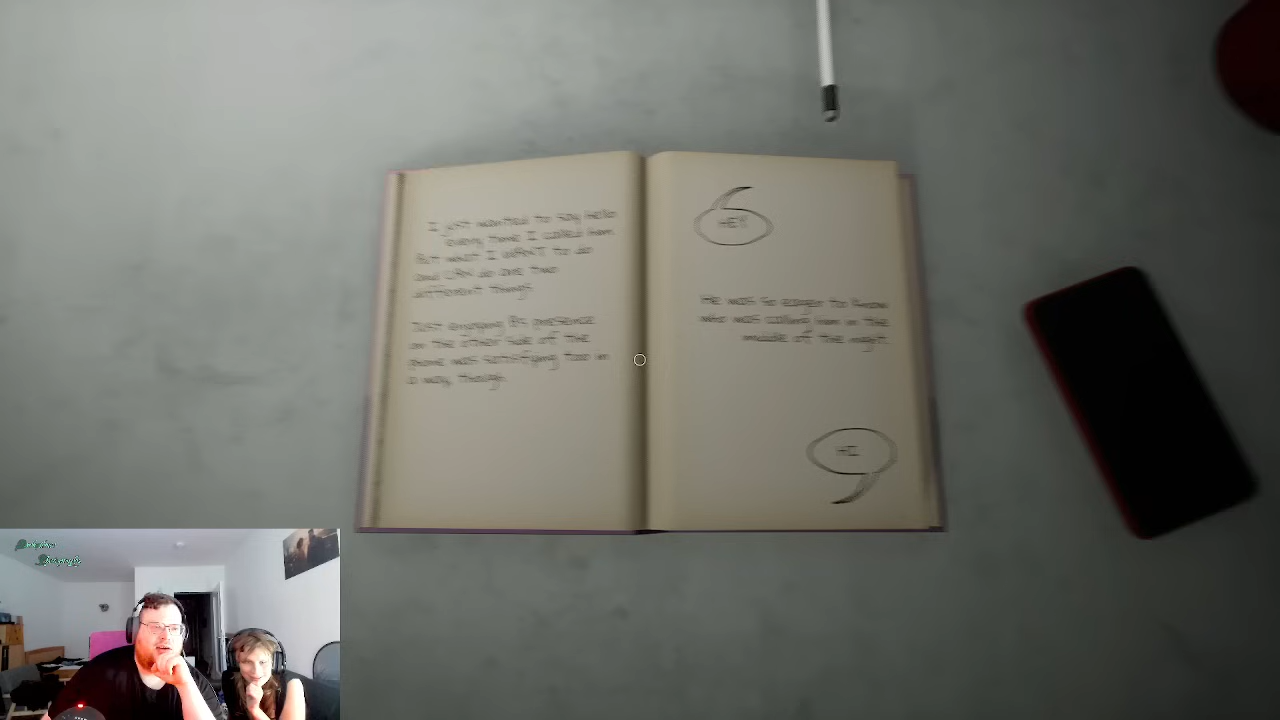 I just wanted to say hello
every time I called him.
But what I WANT to do
and CAN do are two
different things.
Just enjoying his presence
on the other side off the
phone was satisfying too in
a way, though.
HEY!
He was so eager to know
who was calling him in the
middle of the night.
HI